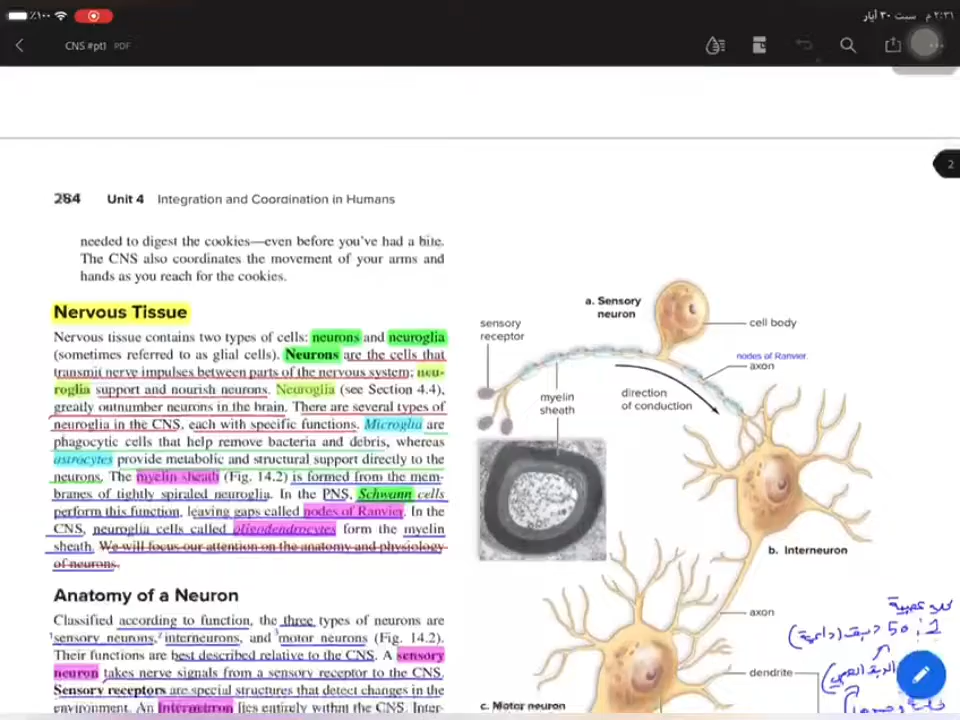 ٪١٠٠
٢:٣١ م سبت ٣٠ أيار
CNS #pt1 PDF
2
284 Unit 4 Integration and Coordination in Humans
needed to digest the cookies—even before you’ve had a bite.
The CNS also coordinates the movement of your arms and
hands as you reach for the cookies.
Nervous Tissue
Nervous tissue contains two types of cells: neurons and neuroglia
(sometimes referred to as glial cells). Neurons are the cells that
transmit nerve impulses between parts of the nervous system; neu-
roglia support and nourish neurons. Neuroglia (see Section 4.4),
greatly outnumber neurons in the brain. There are several types of
neuroglia in the CNS, each with specific functions. Microglia are
phagocytic cells that help remove bacteria and debris, whereas
astrocytes provide metabolic and structural support directly to the
neurons. The myelin sheath (Fig. 14.2) is formed from the mem-
branes of tightly spiraled neuroglia. In the PNS, Schwann cells
perform this function, leaving gaps called nodes of Ranvier. In the
CNS, neuroglia cells called oligodendrocytes form the myelin
sheath. We will focus our attention on the anatomy and physiology
of neurons.
Anatomy of a Neuron
Classified according to function, the three types of neurons are
1 sensory neurons, 2 interneurons, and 3 motor neurons (Fig. 14.2).
Their functions are best described relative to the CNS. A sensory
neuron takes nerve signals from a sensory receptor to the CNS.
Sensory receptors are special structures that detect changes in the
environment. An Interneuron lies entirely within the CNS. Inter-
a. Sensory
neuron
sensory
receptor
cell body
nodes of Ranvier.
axon
myelin
sheath
direction
of conduction
b. Interneuron
axon
dendrite
c. Motor neuron
1: 50